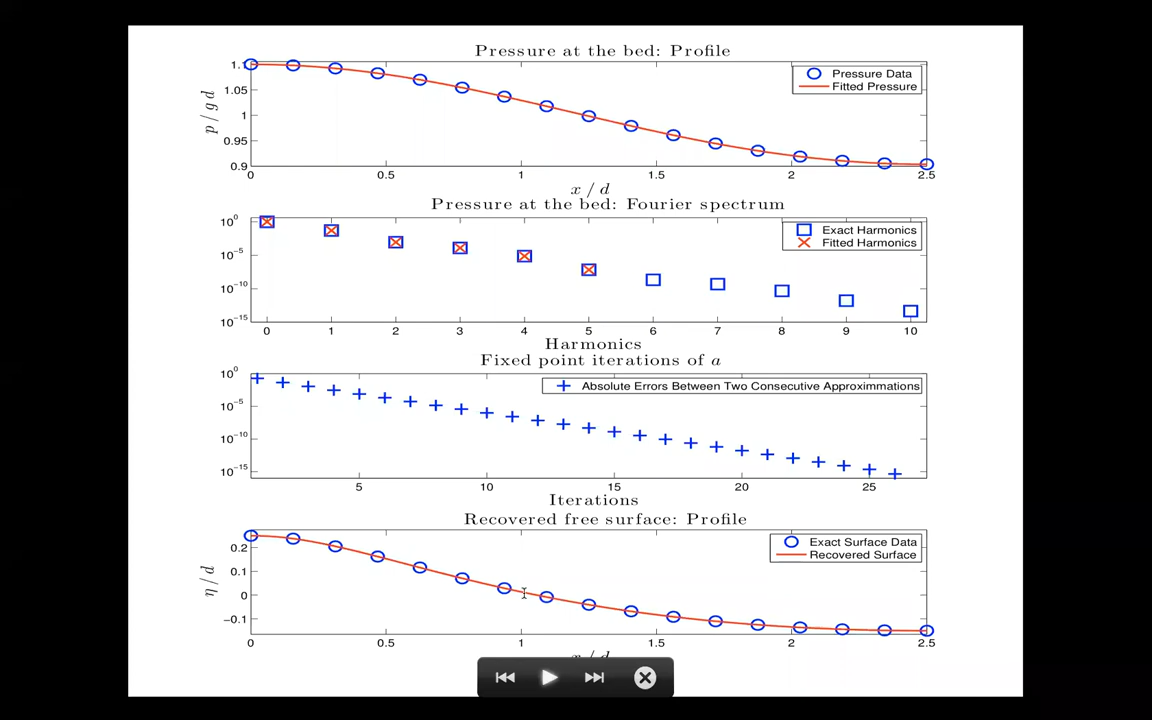 Pressure at the bed: Profile
p / g d
1.1
1.05
1
0.95
0.9
Pressure Data
Fitted Pressure
0 0.5 1 1.5 2 2.5
x / d
Pressure at the bed: Fourier spectrum
10^0
10^-5
10^-10
10^-15
Exact Harmonics
Fitted Harmonics
0 1 2 3 4 5 6 7 8 9 10
Harmonics
Fixed point iterations of a
10^0
10^-5
10^-10
10^-15
Absolute Errors Between Two Consecutive Approximmations
5 10 15 20 25
Iterations
Recovered free surface: Profile
η / d
0.2
0.1
0
−0.1
Exact Surface Data
Recovered Surface
0 0.5 1 1.5 2 2.5